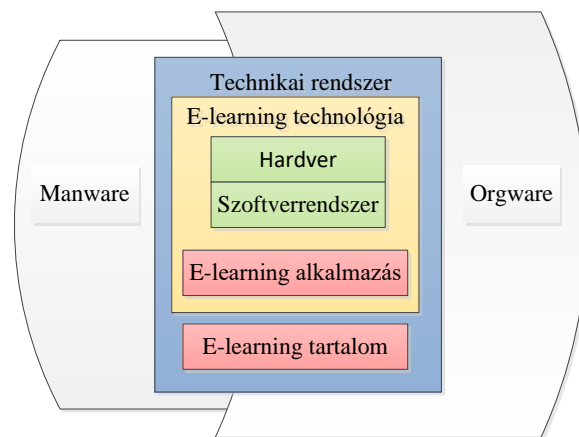 Technikai rendszer
E-learning technológia
Hardver
Szoftverrendszer
Manware
Orgware
E-learning alkalmazás
E-learning tartalom